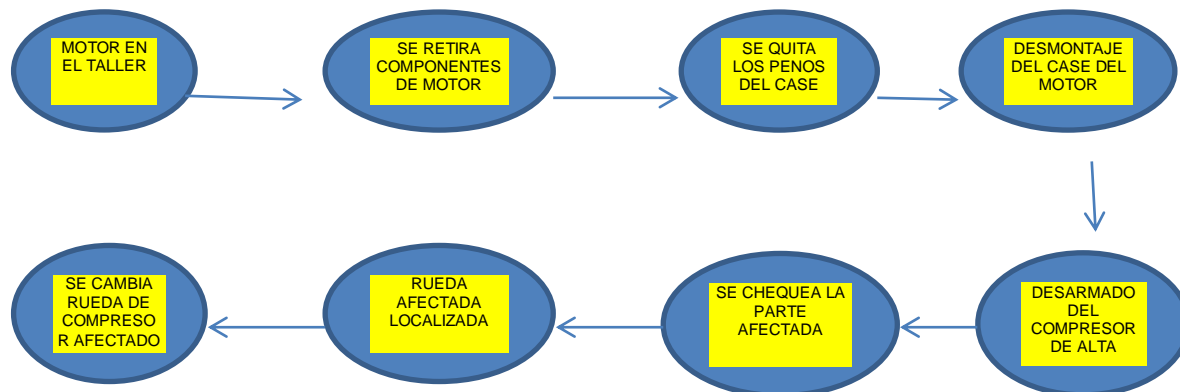 MOTOR EN
EL TALLER
SE RETIRA
COMPONENTES
DE MOTOR
SE QUITA
LOS PENOS
DEL CASE
DESMONTAJE
DEL CASE DEL
MOTOR
DESARMADO
DEL
COMPRESOR
DE ALTA
SE CHEQUEA LA
PARTE
AFECTADA
RUEDA
AFECTADA
LOCALIZADA
SE CAMBIA
RUEDA DE
COMPRESO
R AFECTADO